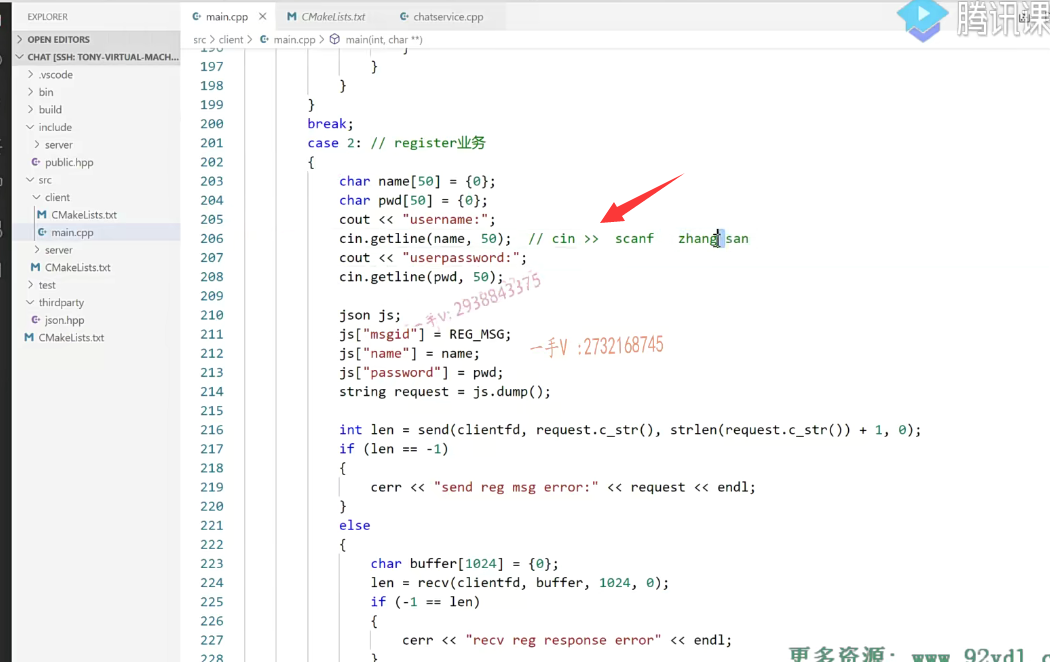 EXPLORER
main.cpp
CMakeLists.txt
chatservice.cpp
腾讯课
OPEN EDITORS
src > client > main.cpp > main(int, char **)
CHAT [SSH: TONY-VIRTUAL-MACH...
.vscode
bin
build
include
server
public.hpp
src
client
CMakeLists.txt
main.cpp
server
CMakeLists.txt
test
thirdparty
json.hpp
CMakeLists.txt
197 }
198 }
199 }
200 break;
201 case 2: // register业务
202 {
203 char name[50] = {0};
204 char pwd[50] = {0};
205 cout << "username:";
206 cin.getline(name, 50); // cin >> scanf zhang san
207 cout << "userpassword:";
208 cin.getline(pwd, 50);
209
210 json js;
211 js["msgid"] = REG_MSG;
212 js["name"] = name;
213 js["password"] = pwd;
214 string request = js.dump();
215
216 int len = send(clientfd, request.c_str(), strlen(request.c_str()) + 1, 0);
217 if (len == -1)
218 {
219 cerr << "send reg msg error:" << request << endl;
220 }
221 else
222 {
223 char buffer[1024] = {0};
224 len = recv(clientfd, buffer, 1024, 0);
225 if (-1 == len)
226 {
227 cerr << "recv reg response error" << endl;
228 }
一手V:2938843375
一手V :2732168745
更多资源:www.92vdl.c